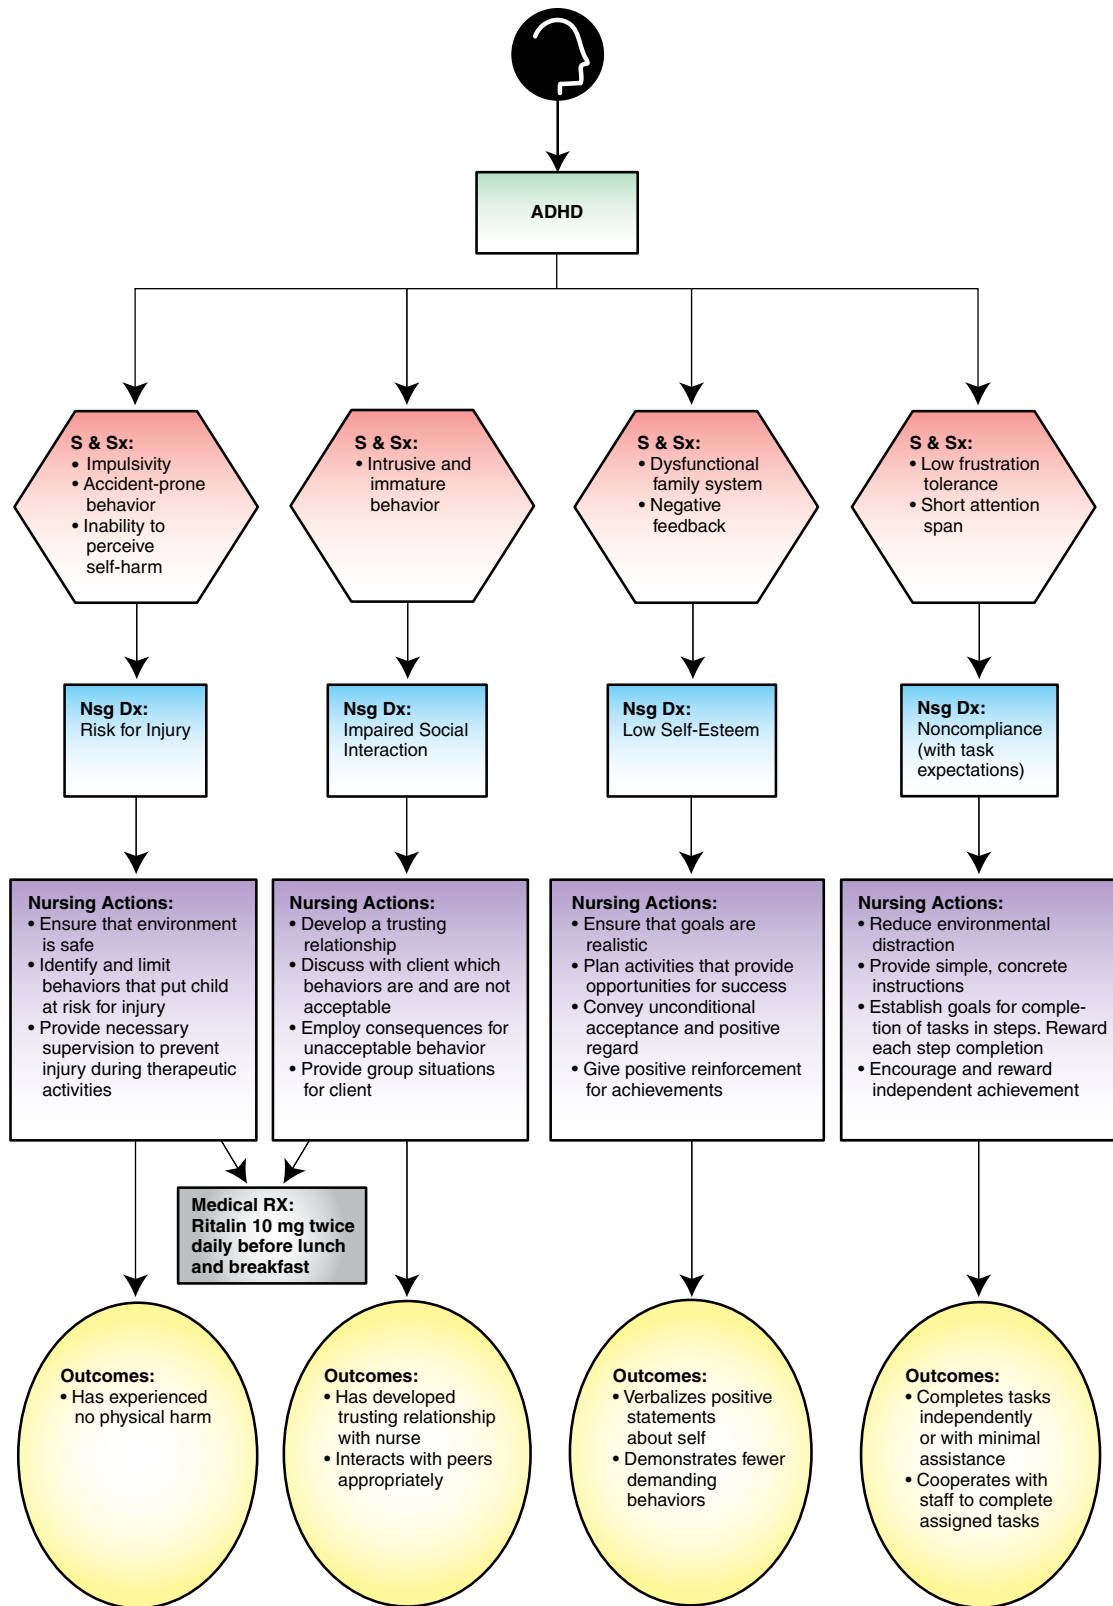 ADHD
S & Sx:
• Impulsivity
• Accident-prone
behavior
• Inability to
perceive
self-harm
S & Sx:
• Intrusive and
immature
behavior
S & Sx:
• Dysfunctional
family system
• Negative
feedback
S & Sx:
• Low frustration
tolerance
• Short attention
span
Nsg Dx:
Risk for Injury
Nsg Dx:
Impaired Social
Interaction
Nsg Dx:
Low Self-Esteem
Nsg Dx:
Noncompliance
(with task
expectations)
Nursing Actions:
• Ensure that environment
is safe
• Identify and limit
behaviors that put child
at risk for injury
• Provide necessary
supervision to prevent
injury during therapeutic
activities
Nursing Actions:
• Develop a trusting
relationship
• Discuss with client which
behaviors are and are not
acceptable
• Employ consequences for
unacceptable behavior
• Provide group situations
for client
Nursing Actions:
• Ensure that goals are
realistic
• Plan activities that provide
opportunities for success
• Convey unconditional
acceptance and positive
regard
• Give positive reinforcement
for achievements
Nursing Actions:
• Reduce environmental
distraction
• Provide simple, concrete
instructions
• Establish goals for comple-
tion of tasks in steps. Reward
each step completion
• Encourage and reward
independent achievement
Medical RX:
Ritalin 10 mg twice
daily before lunch
and breakfast
Outcomes:
• Has experienced
no physical harm
Outcomes:
• Has developed
trusting relationship
with nurse
• Interacts with peers
appropriately
Outcomes:
• Verbalizes positive
statements
about self
• Demonstrates fewer
demanding
behaviors
Outcomes:
• Completes tasks
independently
or with minimal
assistance
• Cooperates with
staff to complete
assigned tasks